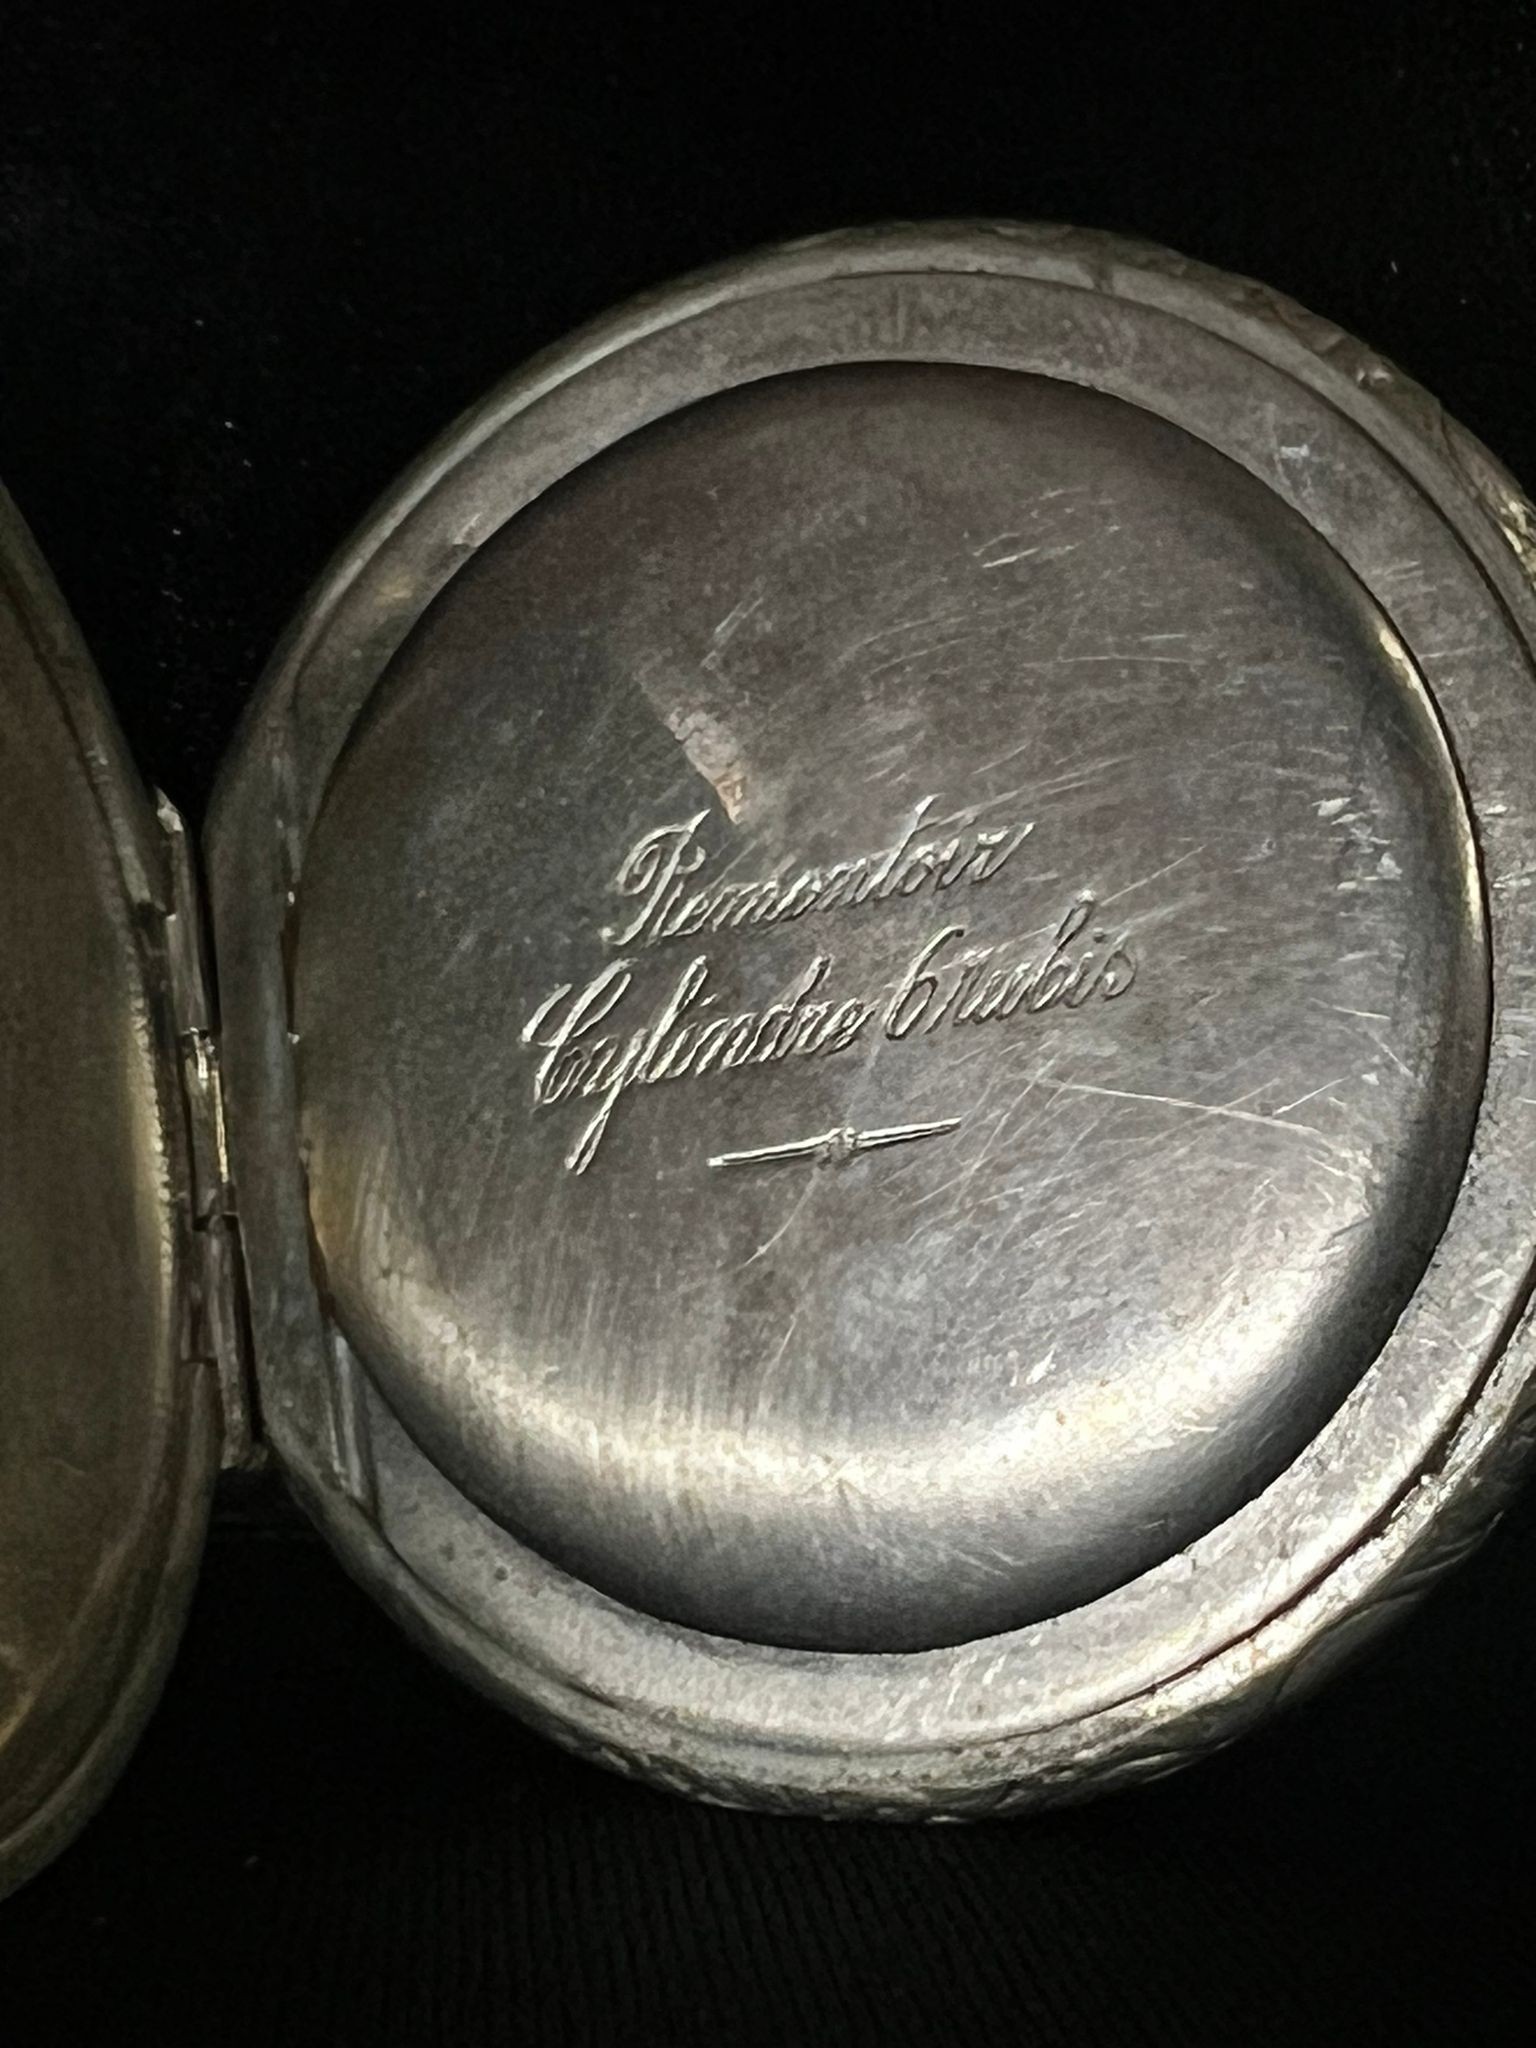 Remontoir
Cylindre 6 rubis